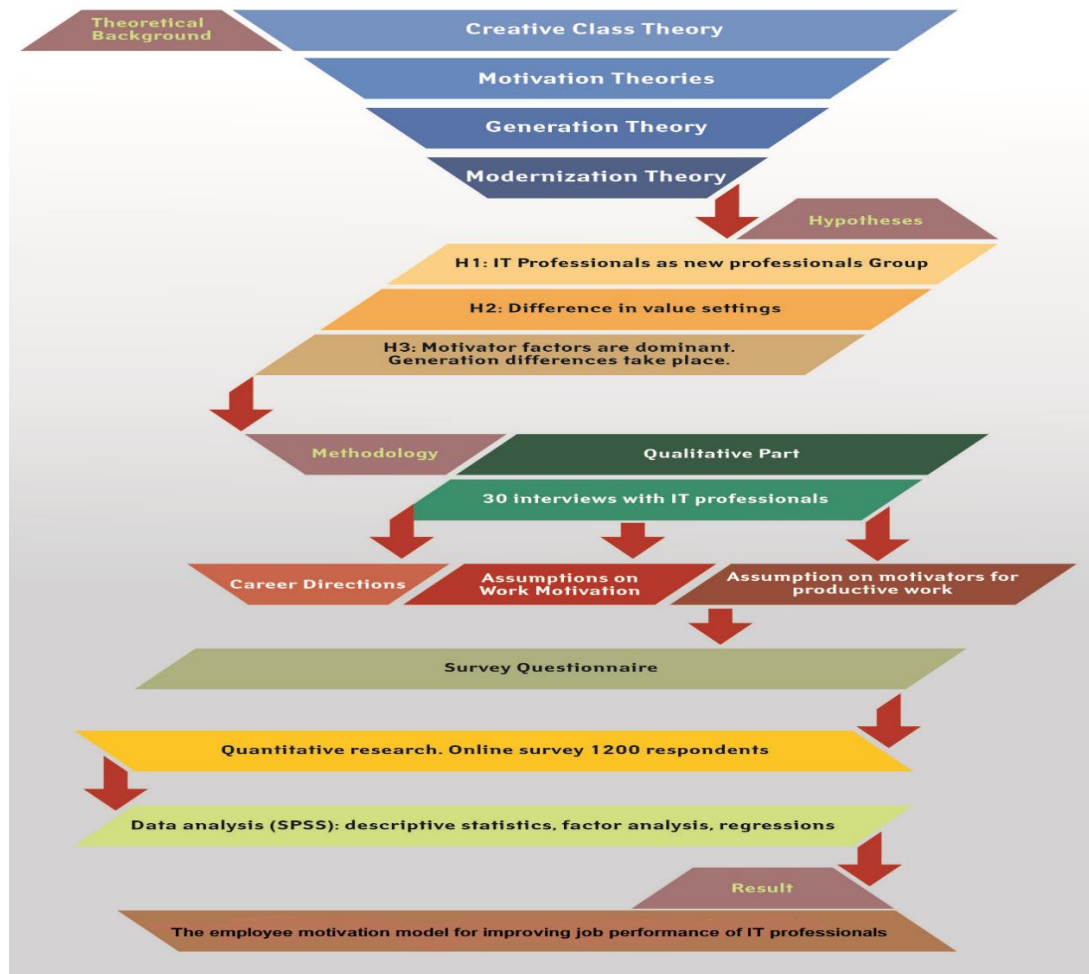 Theoretical
Background
Creative Class Theory
Motivation Theories
Generation Theory
Modernization Theory
Hypotheses
H1: IT Professionals as new professionals Group
H2: Difference in value settings
H3: Motivator factors are dominant.
Generation differences take place.
Methodology
Qualitative Part
30 interviews with IT professionals
Career Directions
Assumptions on
Work Motivation
Assumption on motivators for
productive work
Survey Questionnaire
Quantitative research. Online survey 1200 respondents
Data analysis (SPSS): descriptive statistics, factor analysis, regressions
Result
The employee motivation model for improving job performance of IT professionals